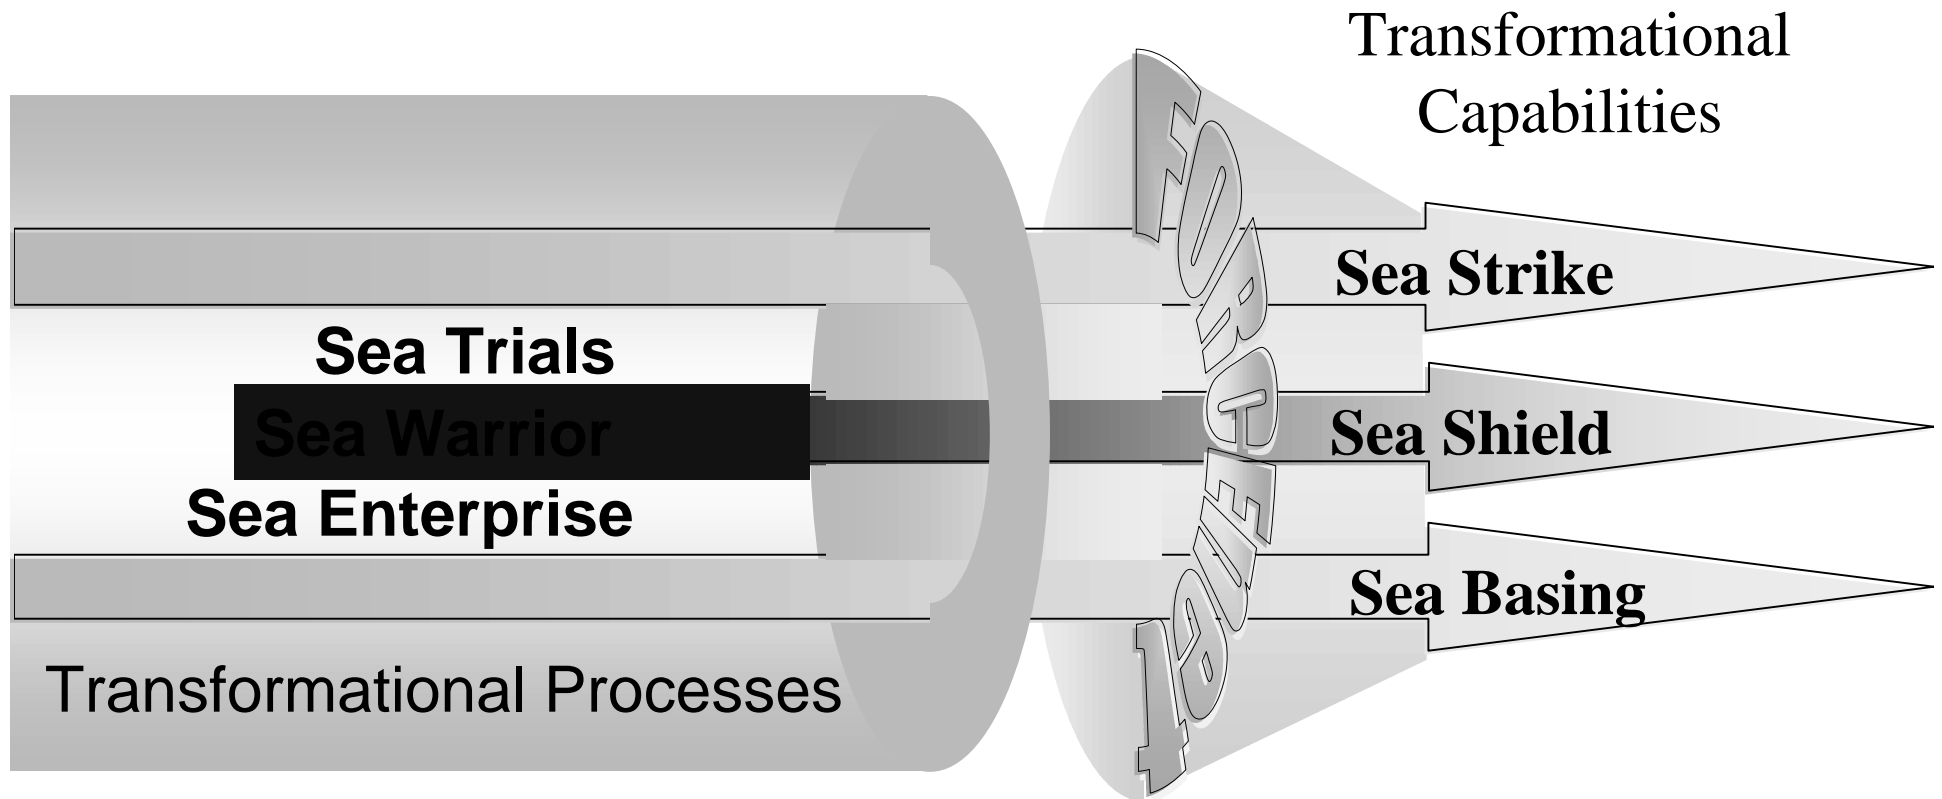 Transformational
Capabilities
FORCENeT
Sea Strike
Sea Trials
Sea Warrior
Sea Shield
Sea Enterprise
Sea Basing
Transformational Processes